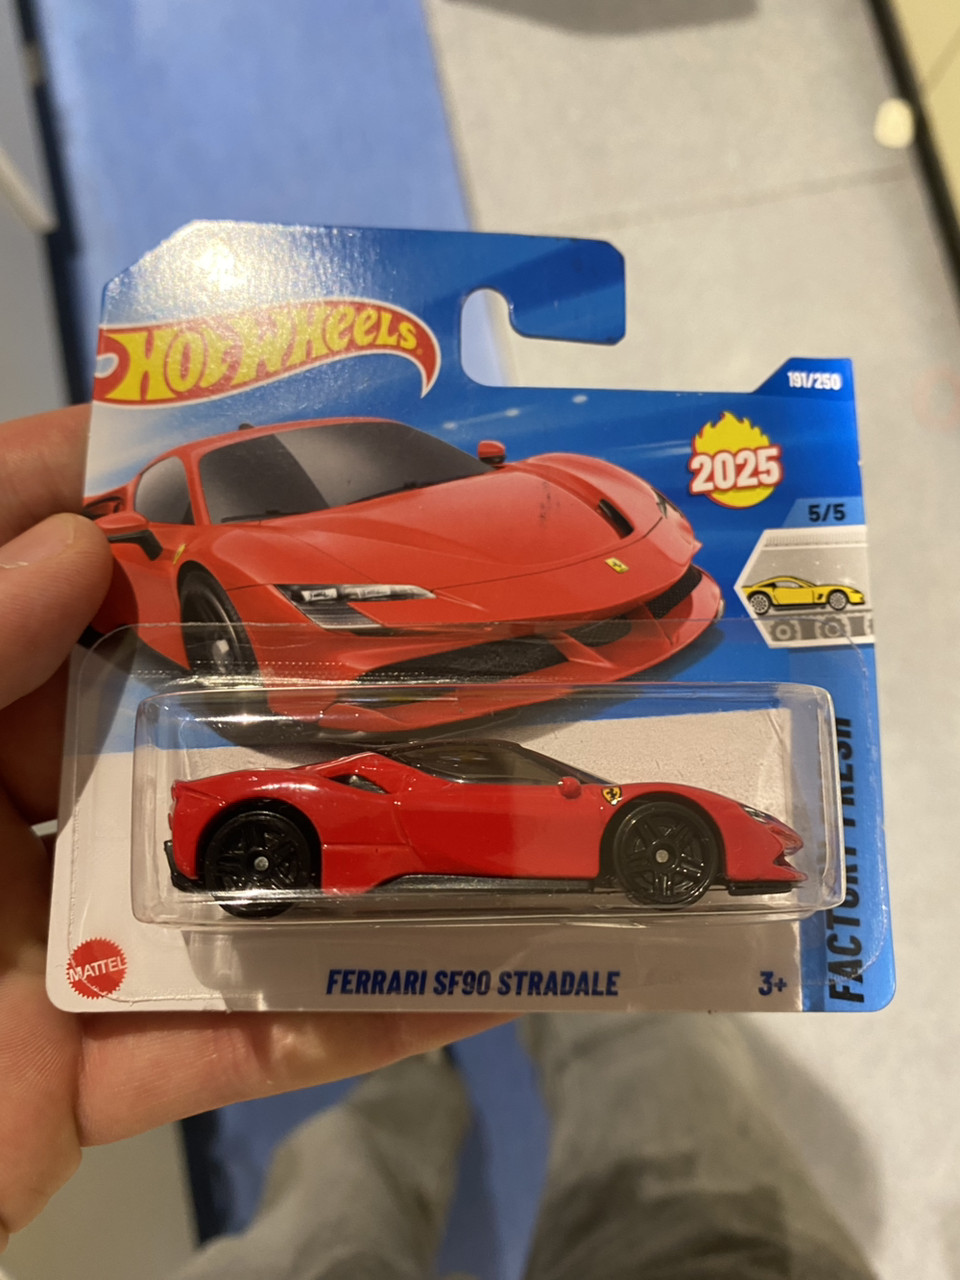 HOT WHEELS
191/250
2025
5/5
FACTORY FRESH
MATTEL
FERRARI SF90 STRADALE
3+